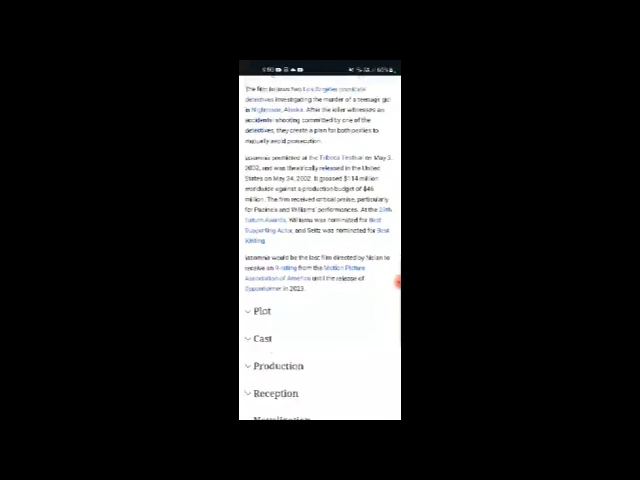 The film follows two Los Angeles homicide
detectives investigating the murder of a teenage girl
in Nightmute, Alaska. After the killer witnesses an
accidental shooting committed by one of the
detectives, they create a plan for both parties to
mutually avoid prosecution.
Insomnia premiered at the Tribeca Festival on May 3,
2002, and was theatrically released in the United
States on May 24, 2002. It grossed $114 million
worldwide against a production budget of $46
million. The film received critical praise, particularly
for Pacino's and Williams' performances. At the 29th
Saturn Awards, Williams was nominated for Best
Supporting Actor, and Seitz was nominated for Best
Writing.
Insomnia would be the last film directed by Nolan to
receive an R-rating from the Motion Picture
Association of America until the release of
Oppenheimer in 2023.
Plot
Cast
Production
Reception